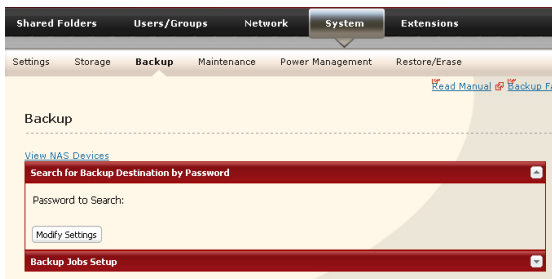 Shared Folders Users/Groups Network System Extensions
Settings Storage Backup Maintenance Power Management Restore/Erase
Read Manual Backup
Backup
View NAS Devices
Search for Backup Destination by Password
Password to Search:
Modify Settings
Backup Jobs Setup